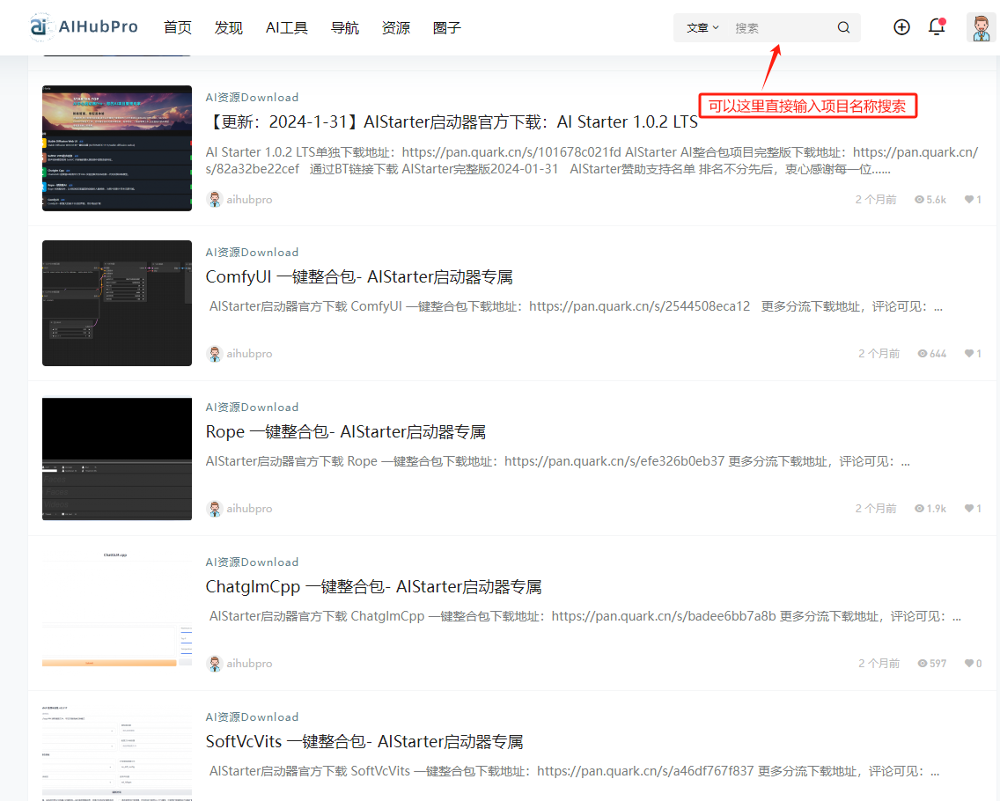 AIHubPro 首页 发现 AI工具 导航 资源 圈子 文章 搜索
可以这里直接输入项目名称搜索
AI资源Download
【更新：2024-1-31】AIStarter启动器官方下载：AI Starter 1.0.2 LTS
AI Starter 1.0.2 LTS单独下载地址：https://pan.quark.cn/s/101678c021fd AIStarter AI整合包项目完整版下载地址：https://pan.quark.cn/
s/82a32be22cef 通过BT链接下载 AIStarter完整版2024-01-31 AIStarter赞助支持名单 排名不分先后，衷心感谢每一位......
aihubpro 2 个月前 5.6k 1
AI资源Download
ComfyUI 一键整合包- AIStarter启动器专属
AIStarter启动器官方下载 ComfyUI 一键整合包下载地址：https://pan.quark.cn/s/2544508eca12 更多分流下载地址，评论可见：...
aihubpro 2 个月前 644 1
AI资源Download
Rope 一键整合包- AIStarter启动器专属
AIStarter启动器官方下载 Rope 一键整合包下载地址：https://pan.quark.cn/s/efe326b0eb37 更多分流下载地址，评论可见：...
aihubpro 2 个月前 1.9k 1
ChatGLM.cpp
AI资源Download
ChatglmCpp 一键整合包- AIStarter启动器专属
AIStarter启动器官方下载 ChatglmCpp 一键整合包下载地址：https://pan.quark.cn/s/badee6bb7a8b 更多分流下载地址，评论可见：...
aihubpro 2 个月前 597 0
AI资源Download
SoftVcVits 一键整合包- AIStarter启动器专属
AIStarter启动器官方下载 SoftVcVits 一键整合包下载地址：https://pan.quark.cn/s/a46df767f837 更多分流下载地址，评论可见：...